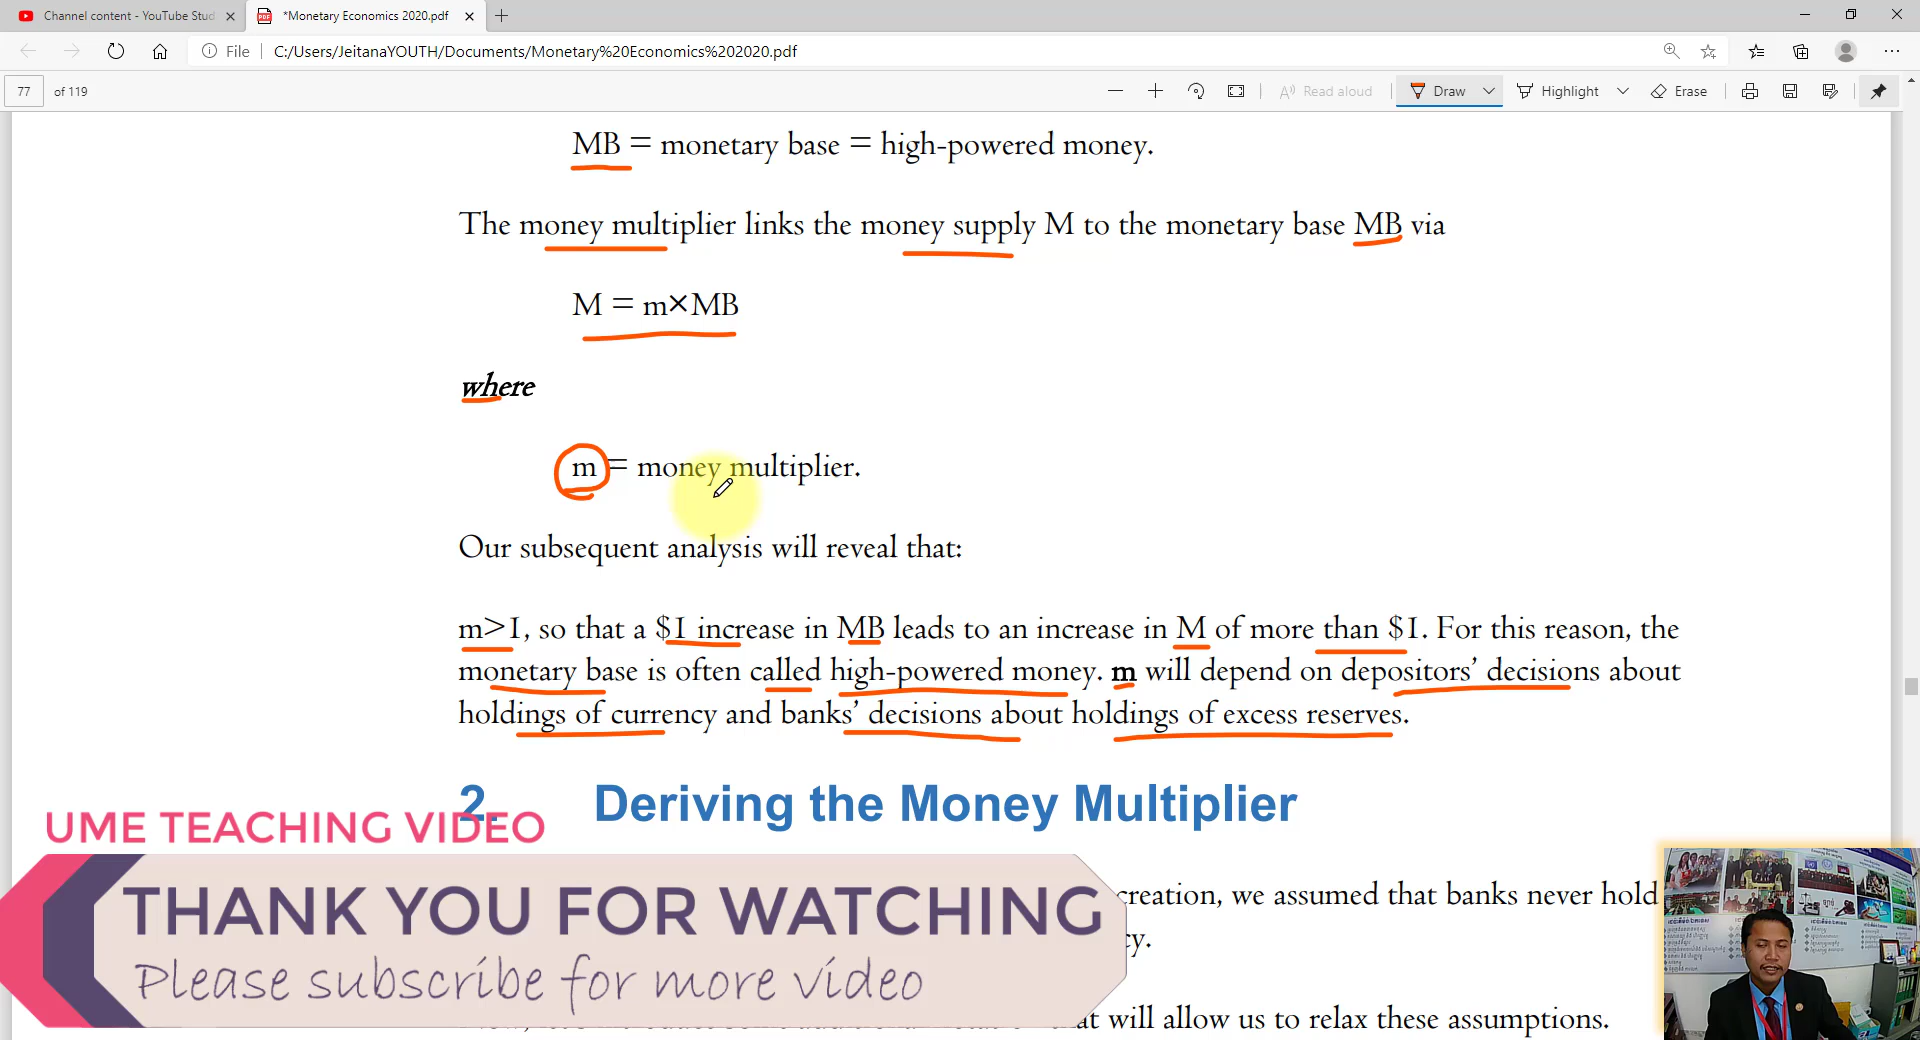 Channel content - YouTube Stud
*Monetary Economics 2020.pdf
File
C:/Users/JeitanaYOUTH/Documents/Monetary%20Economics%202020.pdf
77 of 119
Read aloud
Draw
Highlight
Erase
MB = monetary base = high-powered money.
The money multiplier links the money supply M to the monetary base MB via
M = m×MB
where
m = money multiplier.
Our subsequent analysis will reveal that:
m>1, so that a $1 increase in MB leads to an increase in M of more than $1. For this reason, the
monetary base is often called high-powered money. m will depend on depositors’ decisions about
holdings of currency and banks’ decisions about holdings of excess reserves.
2. Deriving the Money Multiplier
UME TEACHING VIDEO
THANK YOU FOR WATCHING
Please subscribe for more video
creation, we assumed that banks never hold
cy.
will allow us to relax these assumptions.